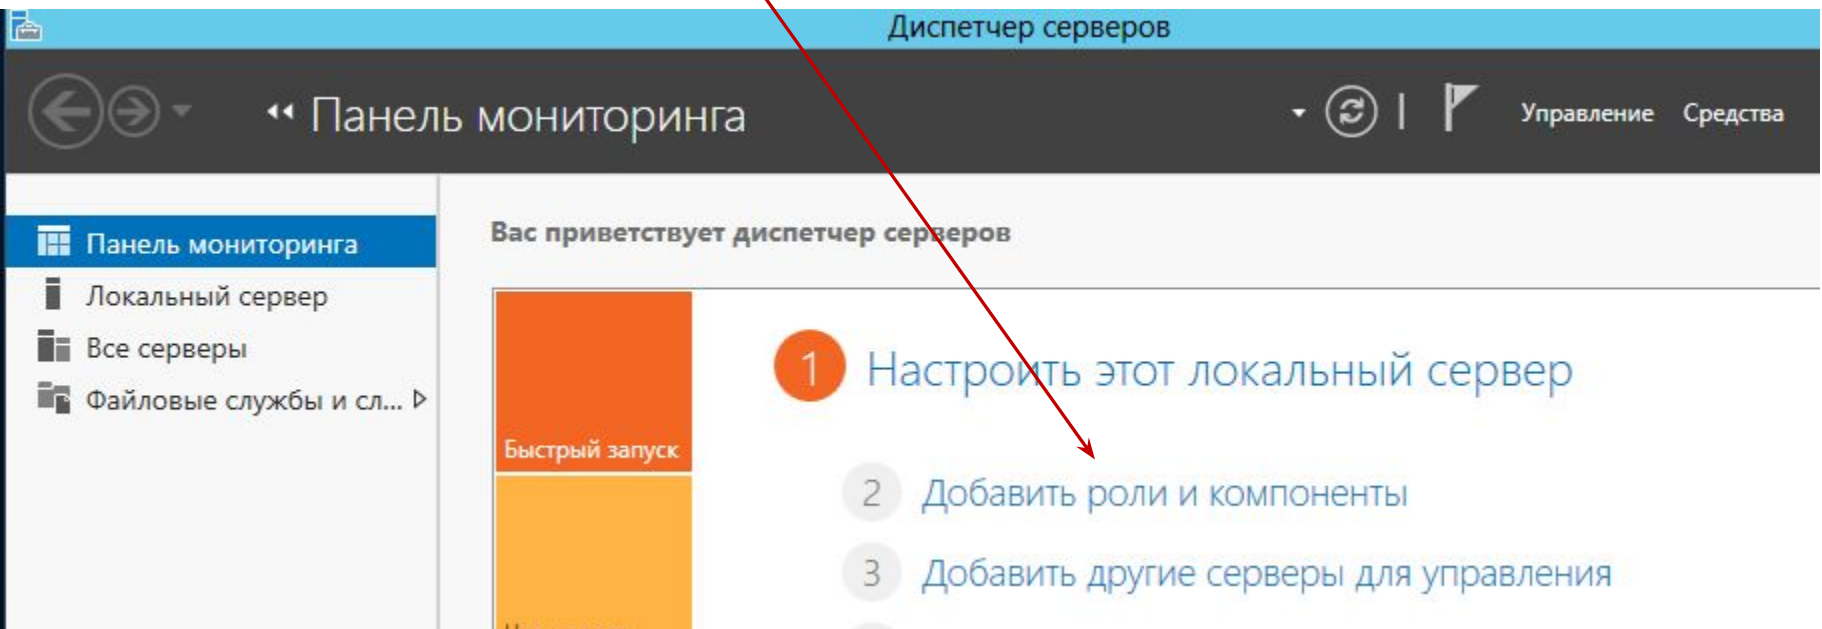 Диспетчер серверов
Панель мониторинга
Управление Средства
Панель мониторинга
Локальный сервер
Все серверы
Файловые службы и сл...
Вас приветствует диспетчер серверов
Быстрый запуск
1 Настроить этот локальный сервер
2 Добавить роли и компоненты
3 Добавить другие серверы для управления